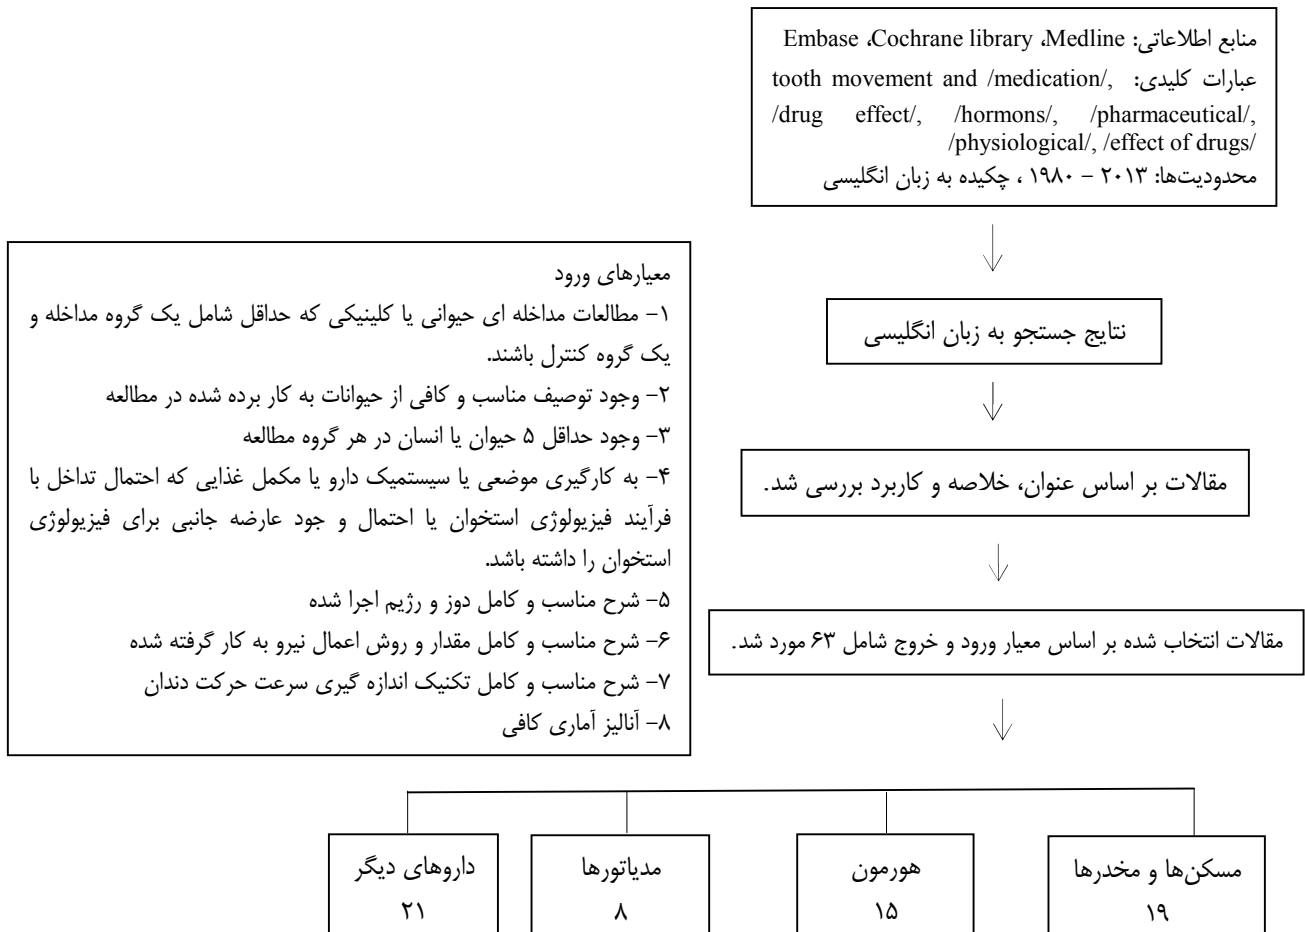 منابع اطلاعاتی: Embase ،Cochrane library ،Medline
عبارات کلیدی: tooth movement and /medication/,
/drug effect/, /hormons/, /pharmaceutical/,
/physiological/, /effect of drugs/
محدودیت‌ها: ۲۰۱۳ – ۱۹۸۰ ، چکیده به زبان انگلیسی
نتایج جستجو به زبان انگلیسی
مقالات بر اساس عنوان، خلاصه و کاربرد بررسی شد.
مقالات انتخاب شده بر اساس معیار ورود و خروج شامل ۶۳ مورد شد.
معیارهای ورود
۱- مطالعات مداخله ای حیوانی یا کلینیکی که حداقل شامل یک گروه مداخله و
یک گروه کنترل باشند.
۲- وجود توصیف مناسب و کافی از حیوانات به کار برده شده در مطالعه
۳- وجود حداقل ۵ حیوان یا انسان در هر گروه مطالعه
۴- به کارگیری موضعی یا سیستمیک دارو یا مکمل غذایی که احتمال تداخل با
فرآیند فیزیولوژی استخوان یا احتمال و جود عارضه جانبی برای فیزیولوژی
استخوان را داشته باشد.
۵- شرح مناسب و کامل دوز و رژیم اجرا شده
۶- شرح مناسب و کامل مقدار و روش اعمال نیرو به کار گرفته شده
۷- شرح مناسب و کامل تکنیک اندازه گیری سرعت حرکت دندان
۸- آنالیز آماری کافی
مسکن‌ها و مخدرها
۱۹
هورمون
۱۵
مدیاتورها
۸
داروهای دیگر
۲۱